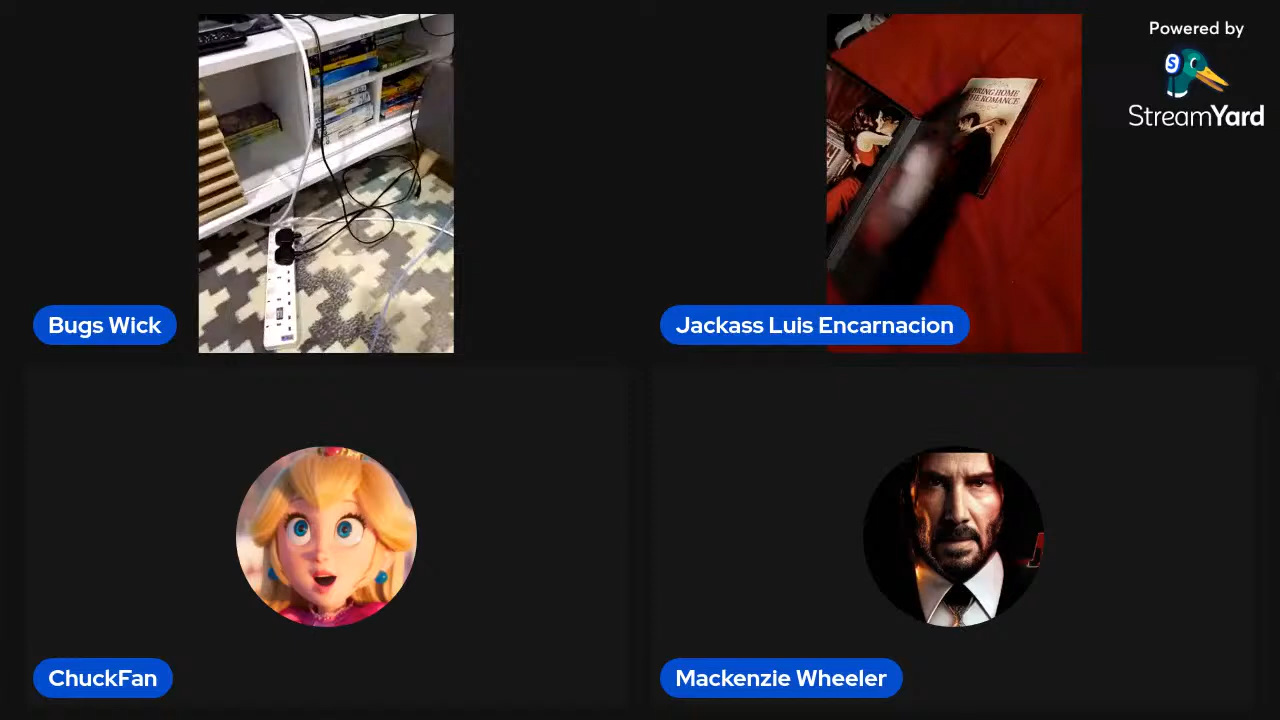 Powered by
S
StreamYard
BRING HOME
THE ROMANCE
Bugs Wick
Jackass Luis Encarnacion
ChuckFan
Mackenzie Wheeler